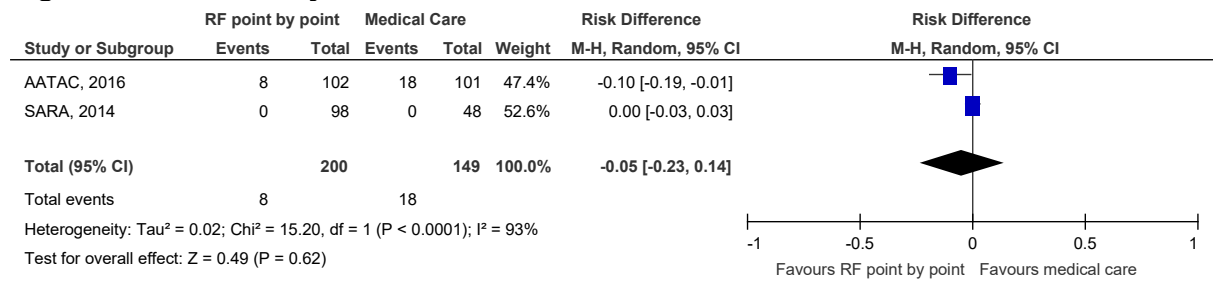 RF point by point Medical Care Risk Difference Risk Difference
Study or Subgroup Events Total Events Total Weight M-H, Random, 95% CI M-H, Random, 95% CI
AATAC, 2016 8 102 18 101 47.4% -0.10 [-0.19, -0.01]
SARA, 2014 0 98 0 48 52.6% 0.00 [-0.03, 0.03]
Total (95% CI) 200 149 100.0% -0.05 [-0.23, 0.14]
Total events 8 18
Heterogeneity: Tau² = 0.02; Chi² = 15.20, df = 1 (P < 0.0001); I² = 93%
Test for overall effect: Z = 0.49 (P = 0.62)
-1 -0.5 0 0.5 1
Favours RF point by point Favours medical care